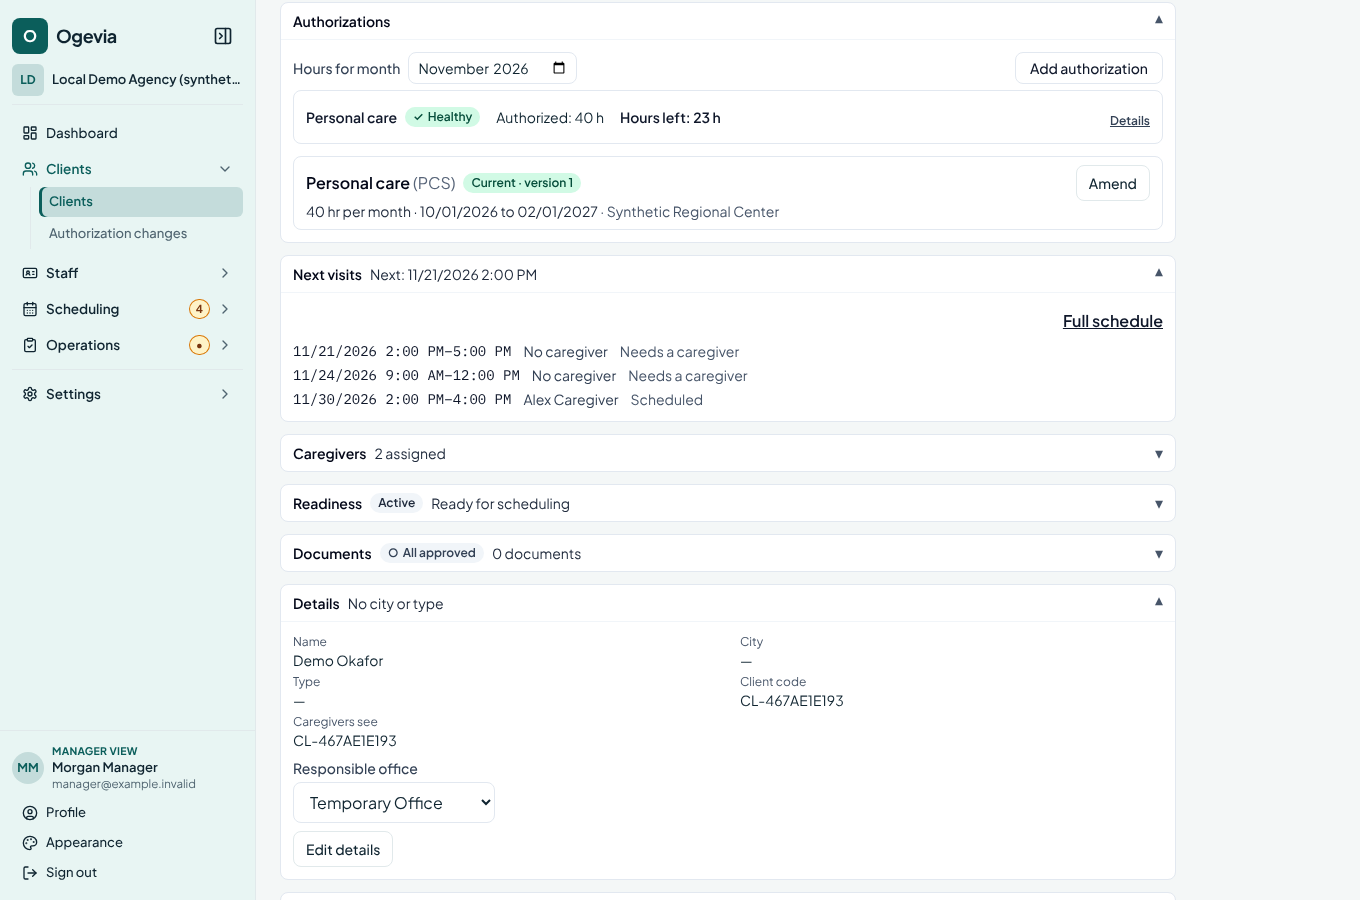 O Ogevia
LD Local Demo Agency (synthet…
Dashboard
Clients
Clients
Authorization changes
Staff
Scheduling 4
Operations
Settings
MANAGER VIEW
MM Morgan Manager
manager@example.invalid
Profile
Appearance
Sign out
Authorizations ▲
Hours for month November 2026 Add authorization
Personal care ✓ Healthy Authorized: 40 h Hours left: 23 h Details
Personal care (PCS) Current · version 1 Amend
40 hr per month · 10/01/2026 to 02/01/2027 · Synthetic Regional Center
Next visits Next: 11/21/2026 2:00 PM ▲
Full schedule
11/21/2026 2:00 PM–5:00 PM No caregiver Needs a caregiver
11/24/2026 9:00 AM–12:00 PM No caregiver Needs a caregiver
11/30/2026 2:00 PM–4:00 PM Alex Caregiver Scheduled
Caregivers 2 assigned ▼
Readiness Active Ready for scheduling ▼
Documents All approved 0 documents ▼
Details No city or type ▲
Name
Demo Okafor
City
—
Type
—
Client code
CL-467AE1E193
Caregivers see
CL-467AE1E193
Responsible office
Temporary Office
Edit details